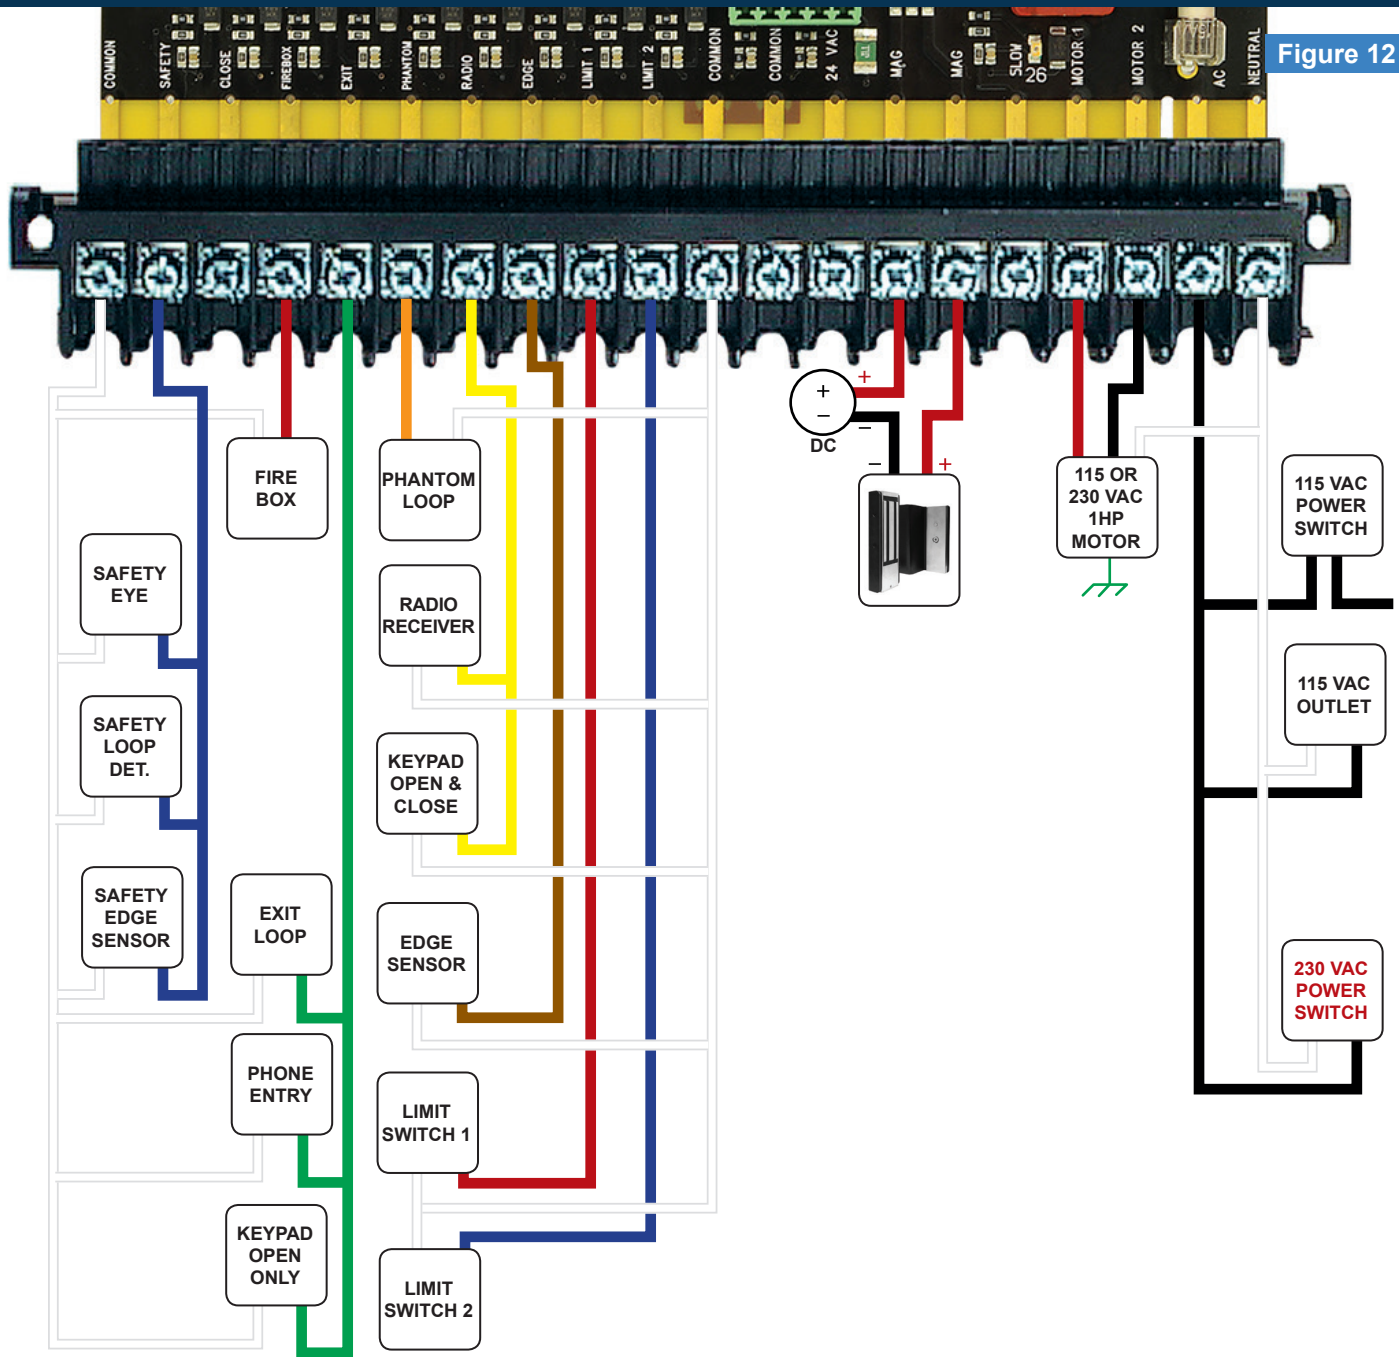 COMMON
SAFETY
CLOSE
FIREBOX
EXIT
PHANTOM
RADIO
EDGE
LIMIT 1
LIMIT 2
COMMON
COMMON
24 VAC
MAG
MAG
SLOW
26
MOTOR 1
MOTOR 2
AC
NEUTRAL
Figure 12
+
+
−
−
DC
−
+
FIRE
BOX
PHANTOM
LOOP
115 OR
230 VAC
1HP
MOTOR
115 VAC
POWER
SWITCH
SAFETY
EYE
RADIO
RECEIVER
115 VAC
OUTLET
SAFETY
LOOP
DET.
KEYPAD
OPEN &
CLOSE
SAFETY
EDGE
SENSOR
EXIT
LOOP
EDGE
SENSOR
230 VAC
POWER
SWITCH
PHONE
ENTRY
LIMIT
SWITCH 1
KEYPAD
OPEN
ONLY
LIMIT
SWITCH 2